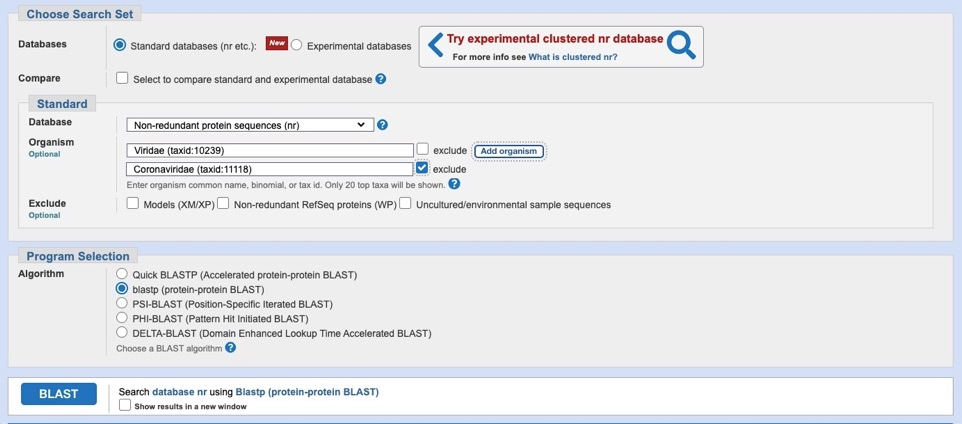 Choose Search Set
Databases
Standard databases (nr etc.): New Experimental databases
Try experimental clustered nr database
For more info see What is clustered nr?
Compare
Select to compare standard and experimental database ?
Standard
Database
Non-redundant protein sequences (nr) ?
Organism
Optional
Viridae (taxid:10239) exclude Add organism
Coronaviridae (taxid:11118) exclude
Enter organism common name, binomial, or tax id. Only 20 top taxa will be shown. ?
Exclude
Optional
Models (XM/XP) Non-redundant RefSeq proteins (WP) Uncultured/environmental sample sequences
Program Selection
Algorithm
Quick BLASTP (Accelerated protein-protein BLAST)
blastp (protein-protein BLAST)
PSI-BLAST (Position-Specific Iterated BLAST)
PHI-BLAST (Pattern Hit Initiated BLAST)
DELTA-BLAST (Domain Enhanced Lookup Time Accelerated BLAST)
Choose a BLAST algorithm ?
BLAST
Search database nr using Blastp (protein-protein BLAST)
Show results in a new window